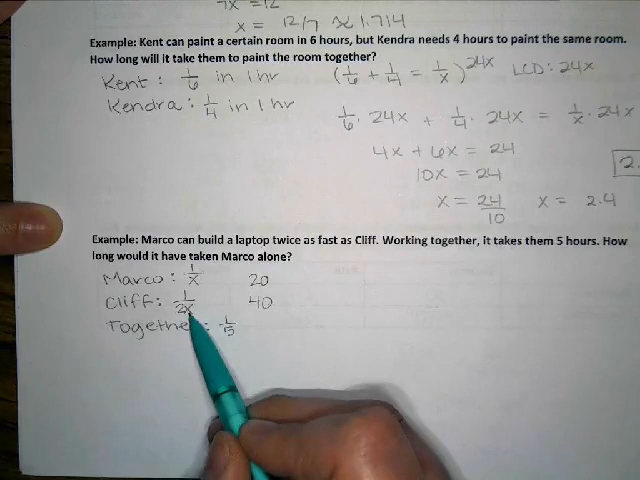 7x = 12
x = 12/7 ≈ 1.714
Example: Kent can paint a certain room in 6 hours, but Kendra needs 4 hours to paint the same room.
How long will it take them to paint the room together?
Kent: 1/6 in 1 hr (1/6 + 1/4 = 1/x) 24x LCD: 24x
Kendra: 1/4 in 1 hr
1/6 · 24x + 1/4 · 24x = 1/x · 24x
4x + 6x = 24
10x = 24
x = 24/10 x = 2.4
2.
Example: Marco can build a laptop twice as fast as Cliff. Working together, it takes them 5 hours. How
long would it have taken Marco alone?
Marco: 1/x 20
Cliff: 1/2x 40
Together: 1/5